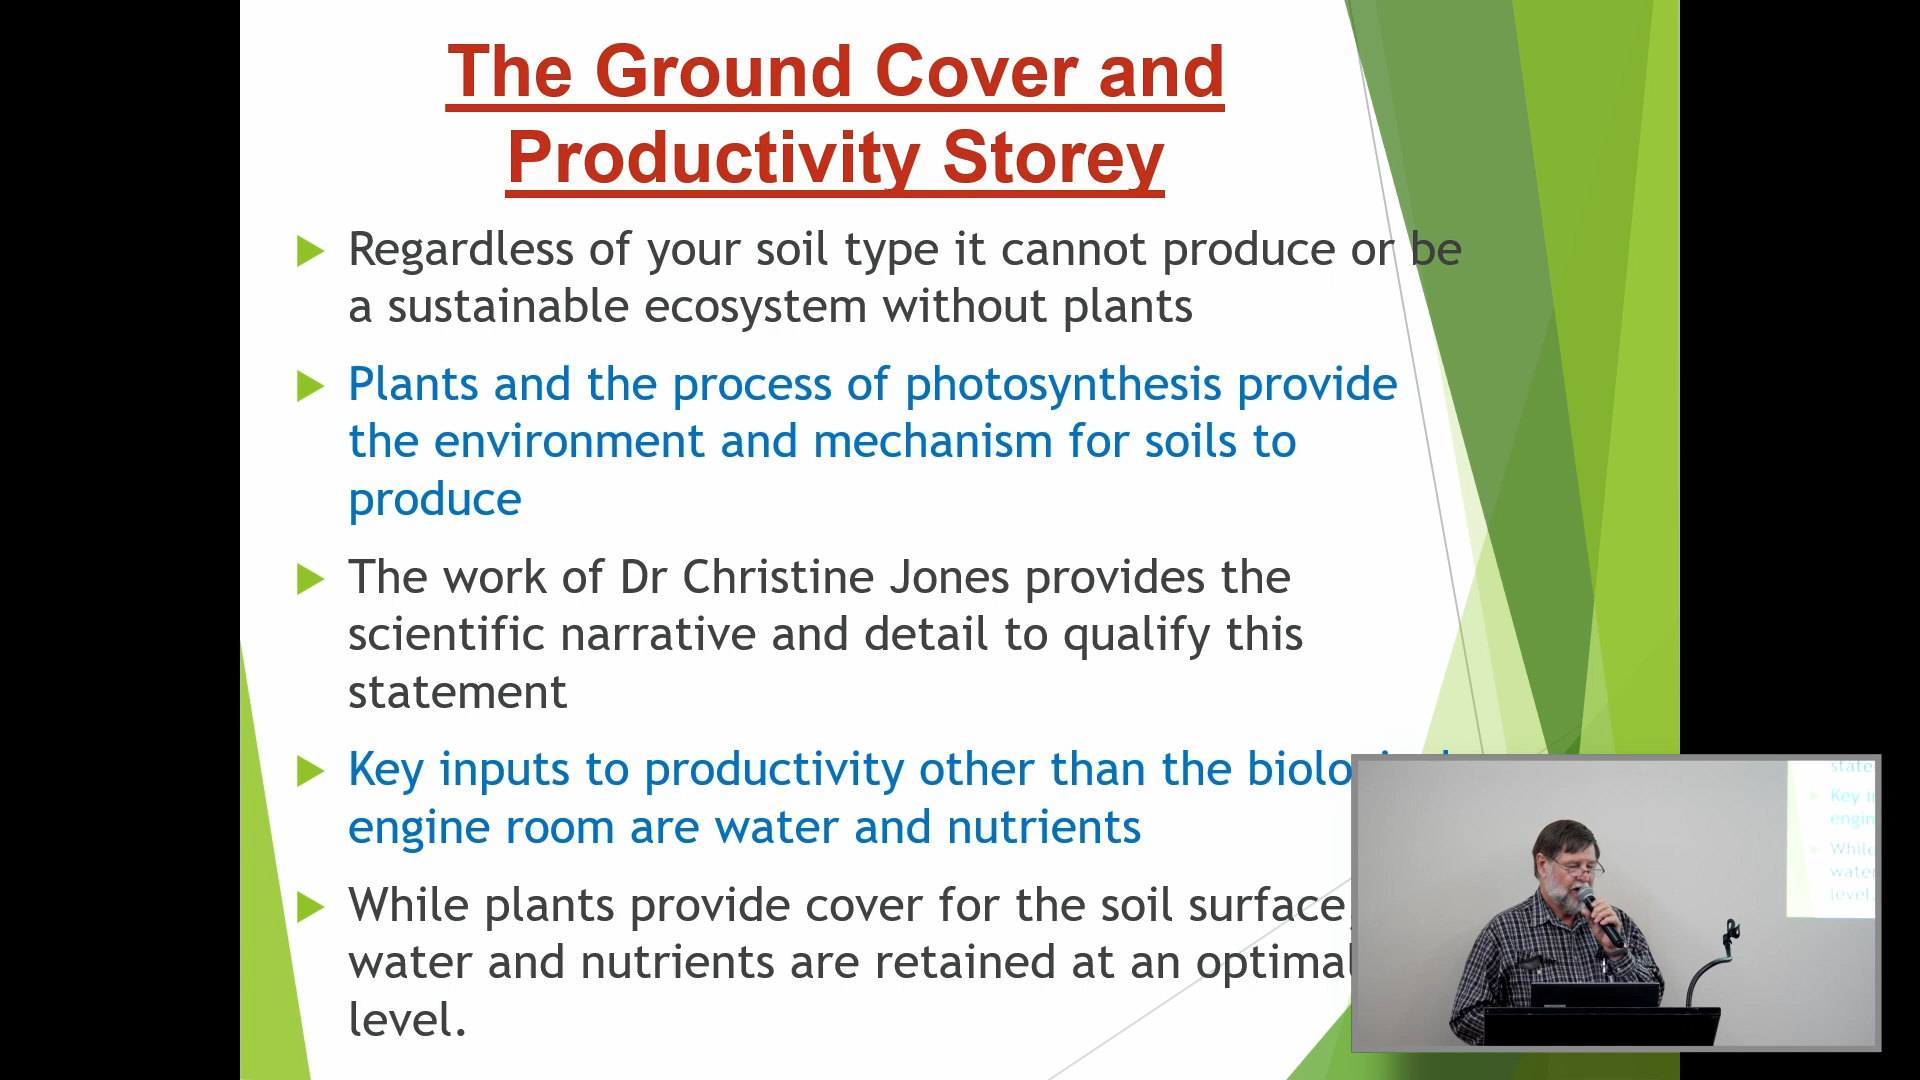 The Ground Cover and
Productivity Storey
Regardless of your soil type it cannot produce or be
a sustainable ecosystem without plants
Plants and the process of photosynthesis provide
the environment and mechanism for soils to
produce
The work of Dr Christine Jones provides the
scientific narrative and detail to qualify this
statement
Key inputs to productivity other than the
engine room are water and nutrients
While plants provide cover for the soil surface,
water and nutrients are retained at an optimal
level.
Key
While
level.